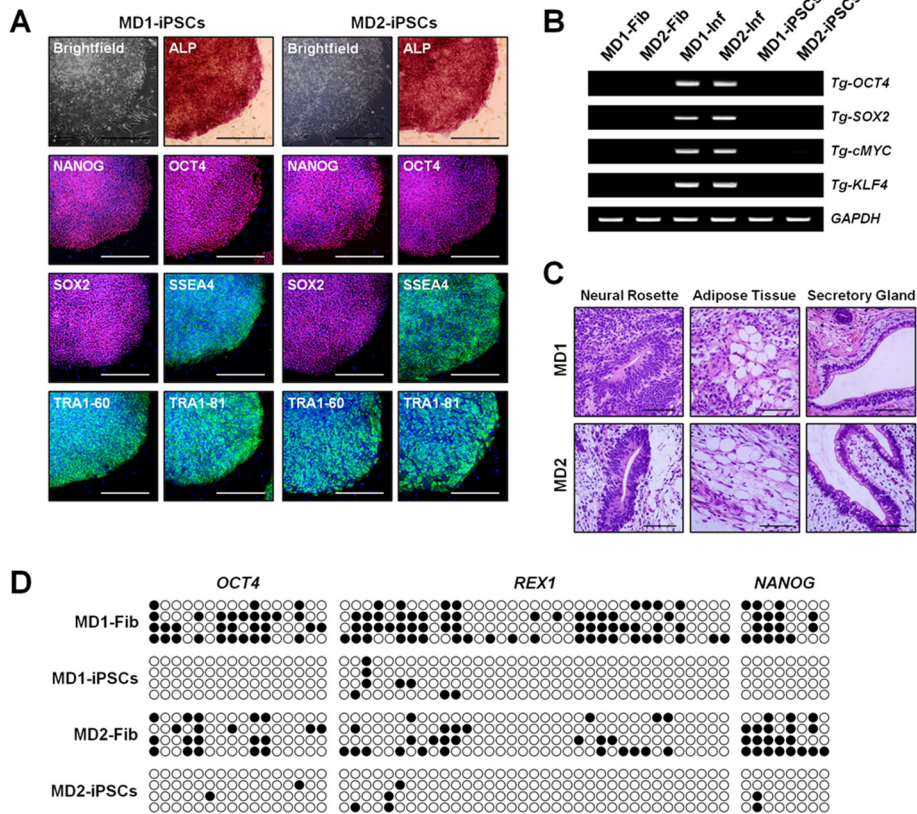 A
MD1-iPSCs MD2-iPSCs
Brightfield ALP Brightfield ALP
NANOG OCT4 NANOG OCT4
SOX2 SSEA4 SOX2 SSEA4
TRA1-60 TRA1-81 TRA1-60 TRA1-81
B
MD1-Fib MD2-Fib MD1-Inf MD2-Inf MD1-iPSCs MD2-iPSCs
Tg-OCT4
Tg-SOX2
Tg-cMYC
Tg-KLF4
GAPDH
C
Neural Rosette Adipose Tissue Secretory Gland
MD1
MD2
D
OCT4 REX1 NANOG
MD1-Fib
MD1-iPSCs
MD2-Fib
MD2-iPSCs